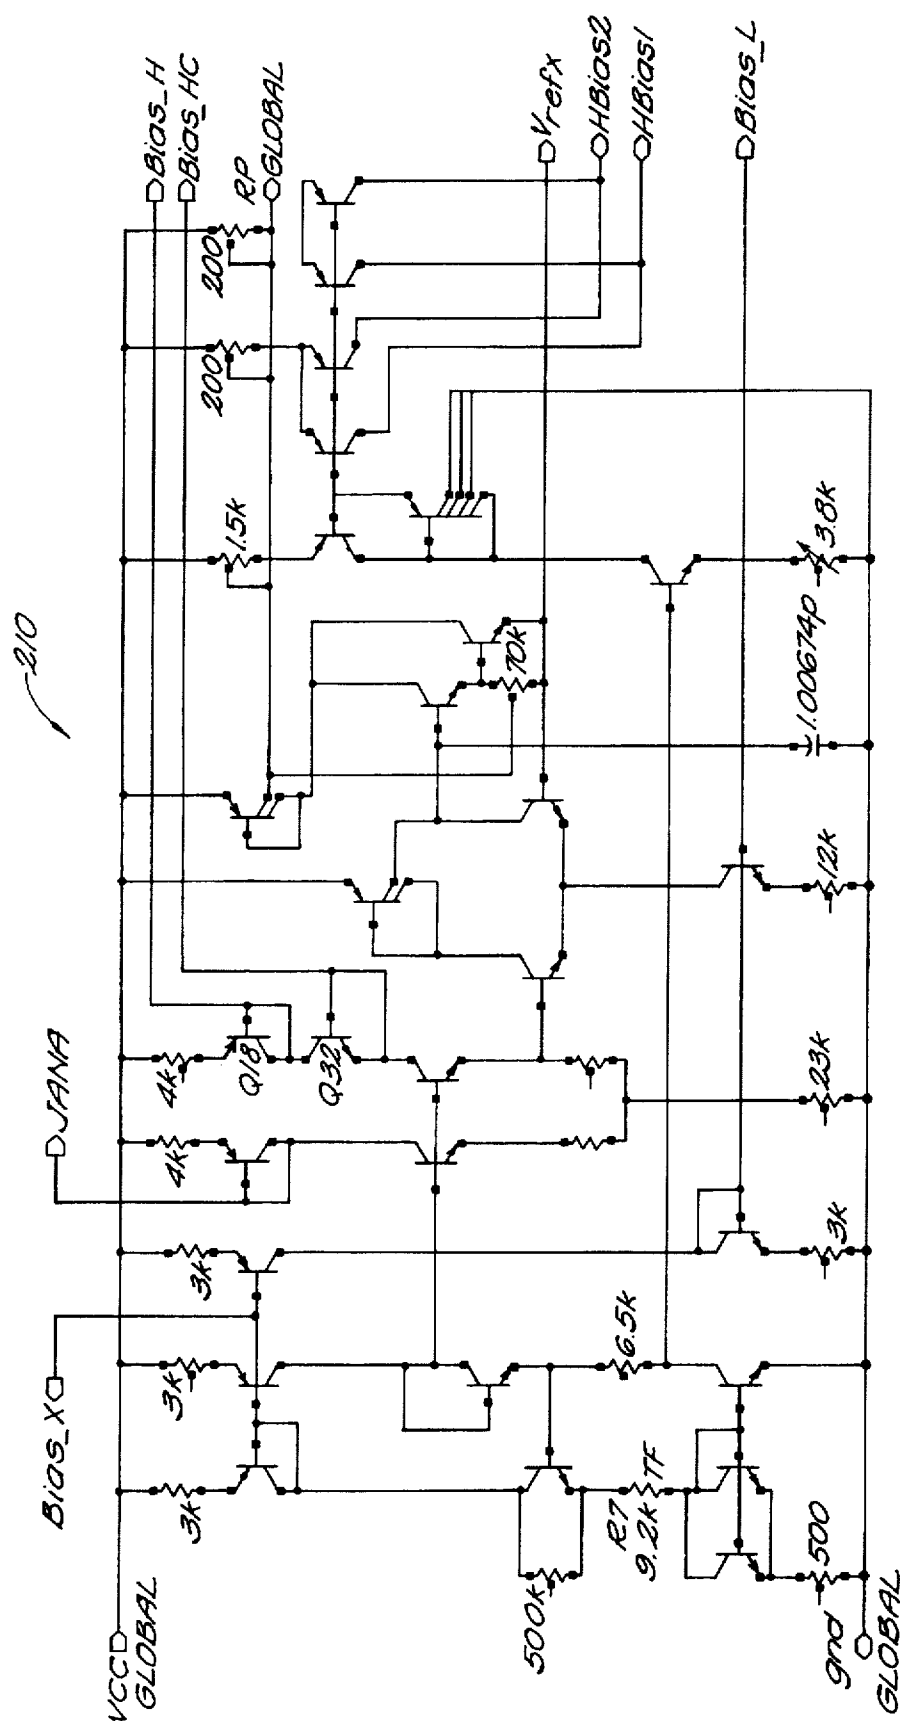 210
VCC
GLOBAL
Bias_X
JANA
Bias_H
Bias_HC
RP
GLOBAL
Vrefx
HBias2
HBias1
Bias_L
3k
3k
3k
4k
4k
Q18
Q32
1.5k
200
200
500k
R7
9.2k
TF
6.5k
70k
500
3k
23k
12k
1.00674p
3.8k
gnd
GLOBAL